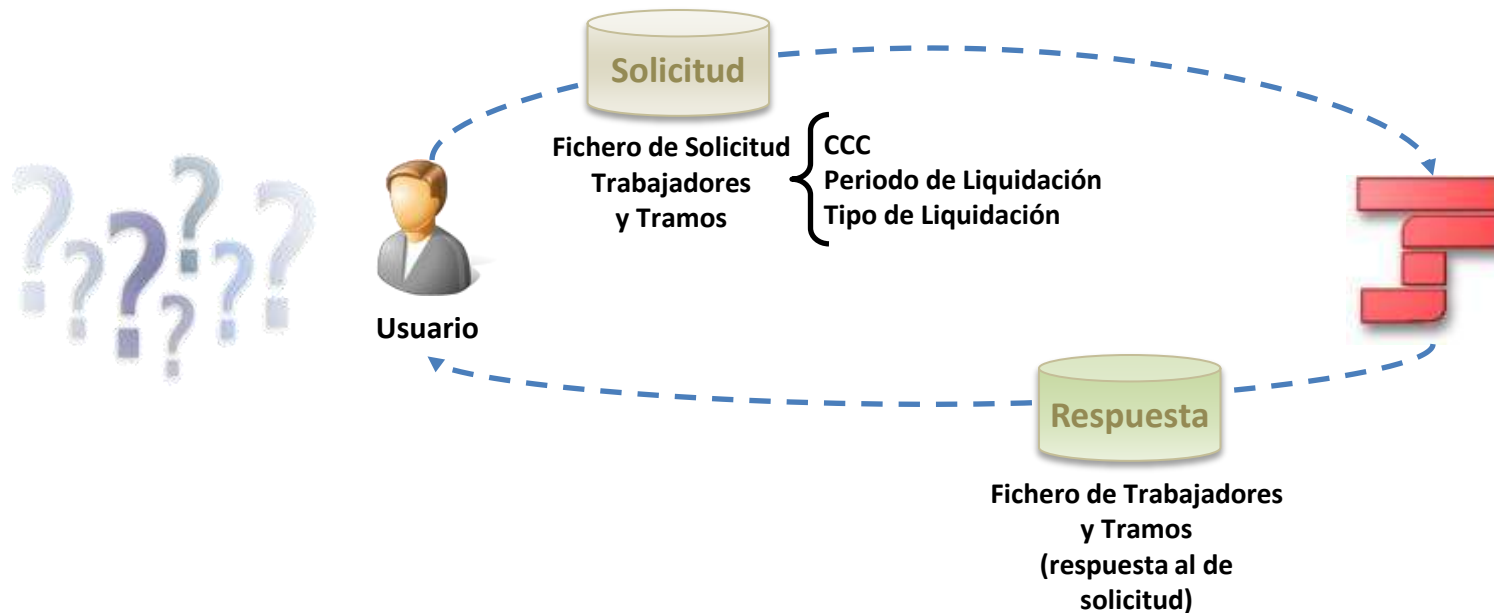 Solicitud
Fichero de Solicitud
Trabajadores
y Tramos
CCC
Periodo de Liquidación
Tipo de Liquidación
Usuario
Respuesta
Fichero de Trabajadores
y Tramos
(respuesta al de
solicitud)